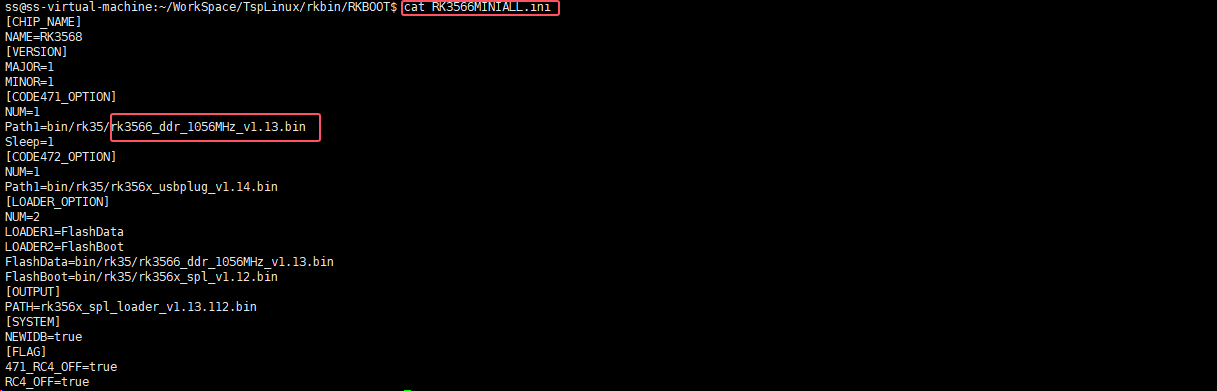 ss@ss-virtual-machine:~/WorkSpace/TspLinux/rkbin/RKBOOT$ cat RK3566MINIALL.ini
[CHIP_NAME]
NAME=RK3568
[VERSION]
MAJOR=1
MINOR=1
[CODE471_OPTION]
NUM=1
Path1=bin/rk35/rk3566_ddr_1056MHz_v1.13.bin
Sleep=1
[CODE472_OPTION]
NUM=1
Path1=bin/rk35/rk356x_usbplug_v1.14.bin
[LOADER_OPTION]
NUM=2
LOADER1=FlashData
LOADER2=FlashBoot
FlashData=bin/rk35/rk3566_ddr_1056MHz_v1.13.bin
FlashBoot=bin/rk35/rk356x_spl_v1.12.bin
[OUTPUT]
PATH=rk356x_spl_loader_v1.13.112.bin
[SYSTEM]
NEWIDB=true
[FLAG]
471_RC4_OFF=true
RC4_OFF=true